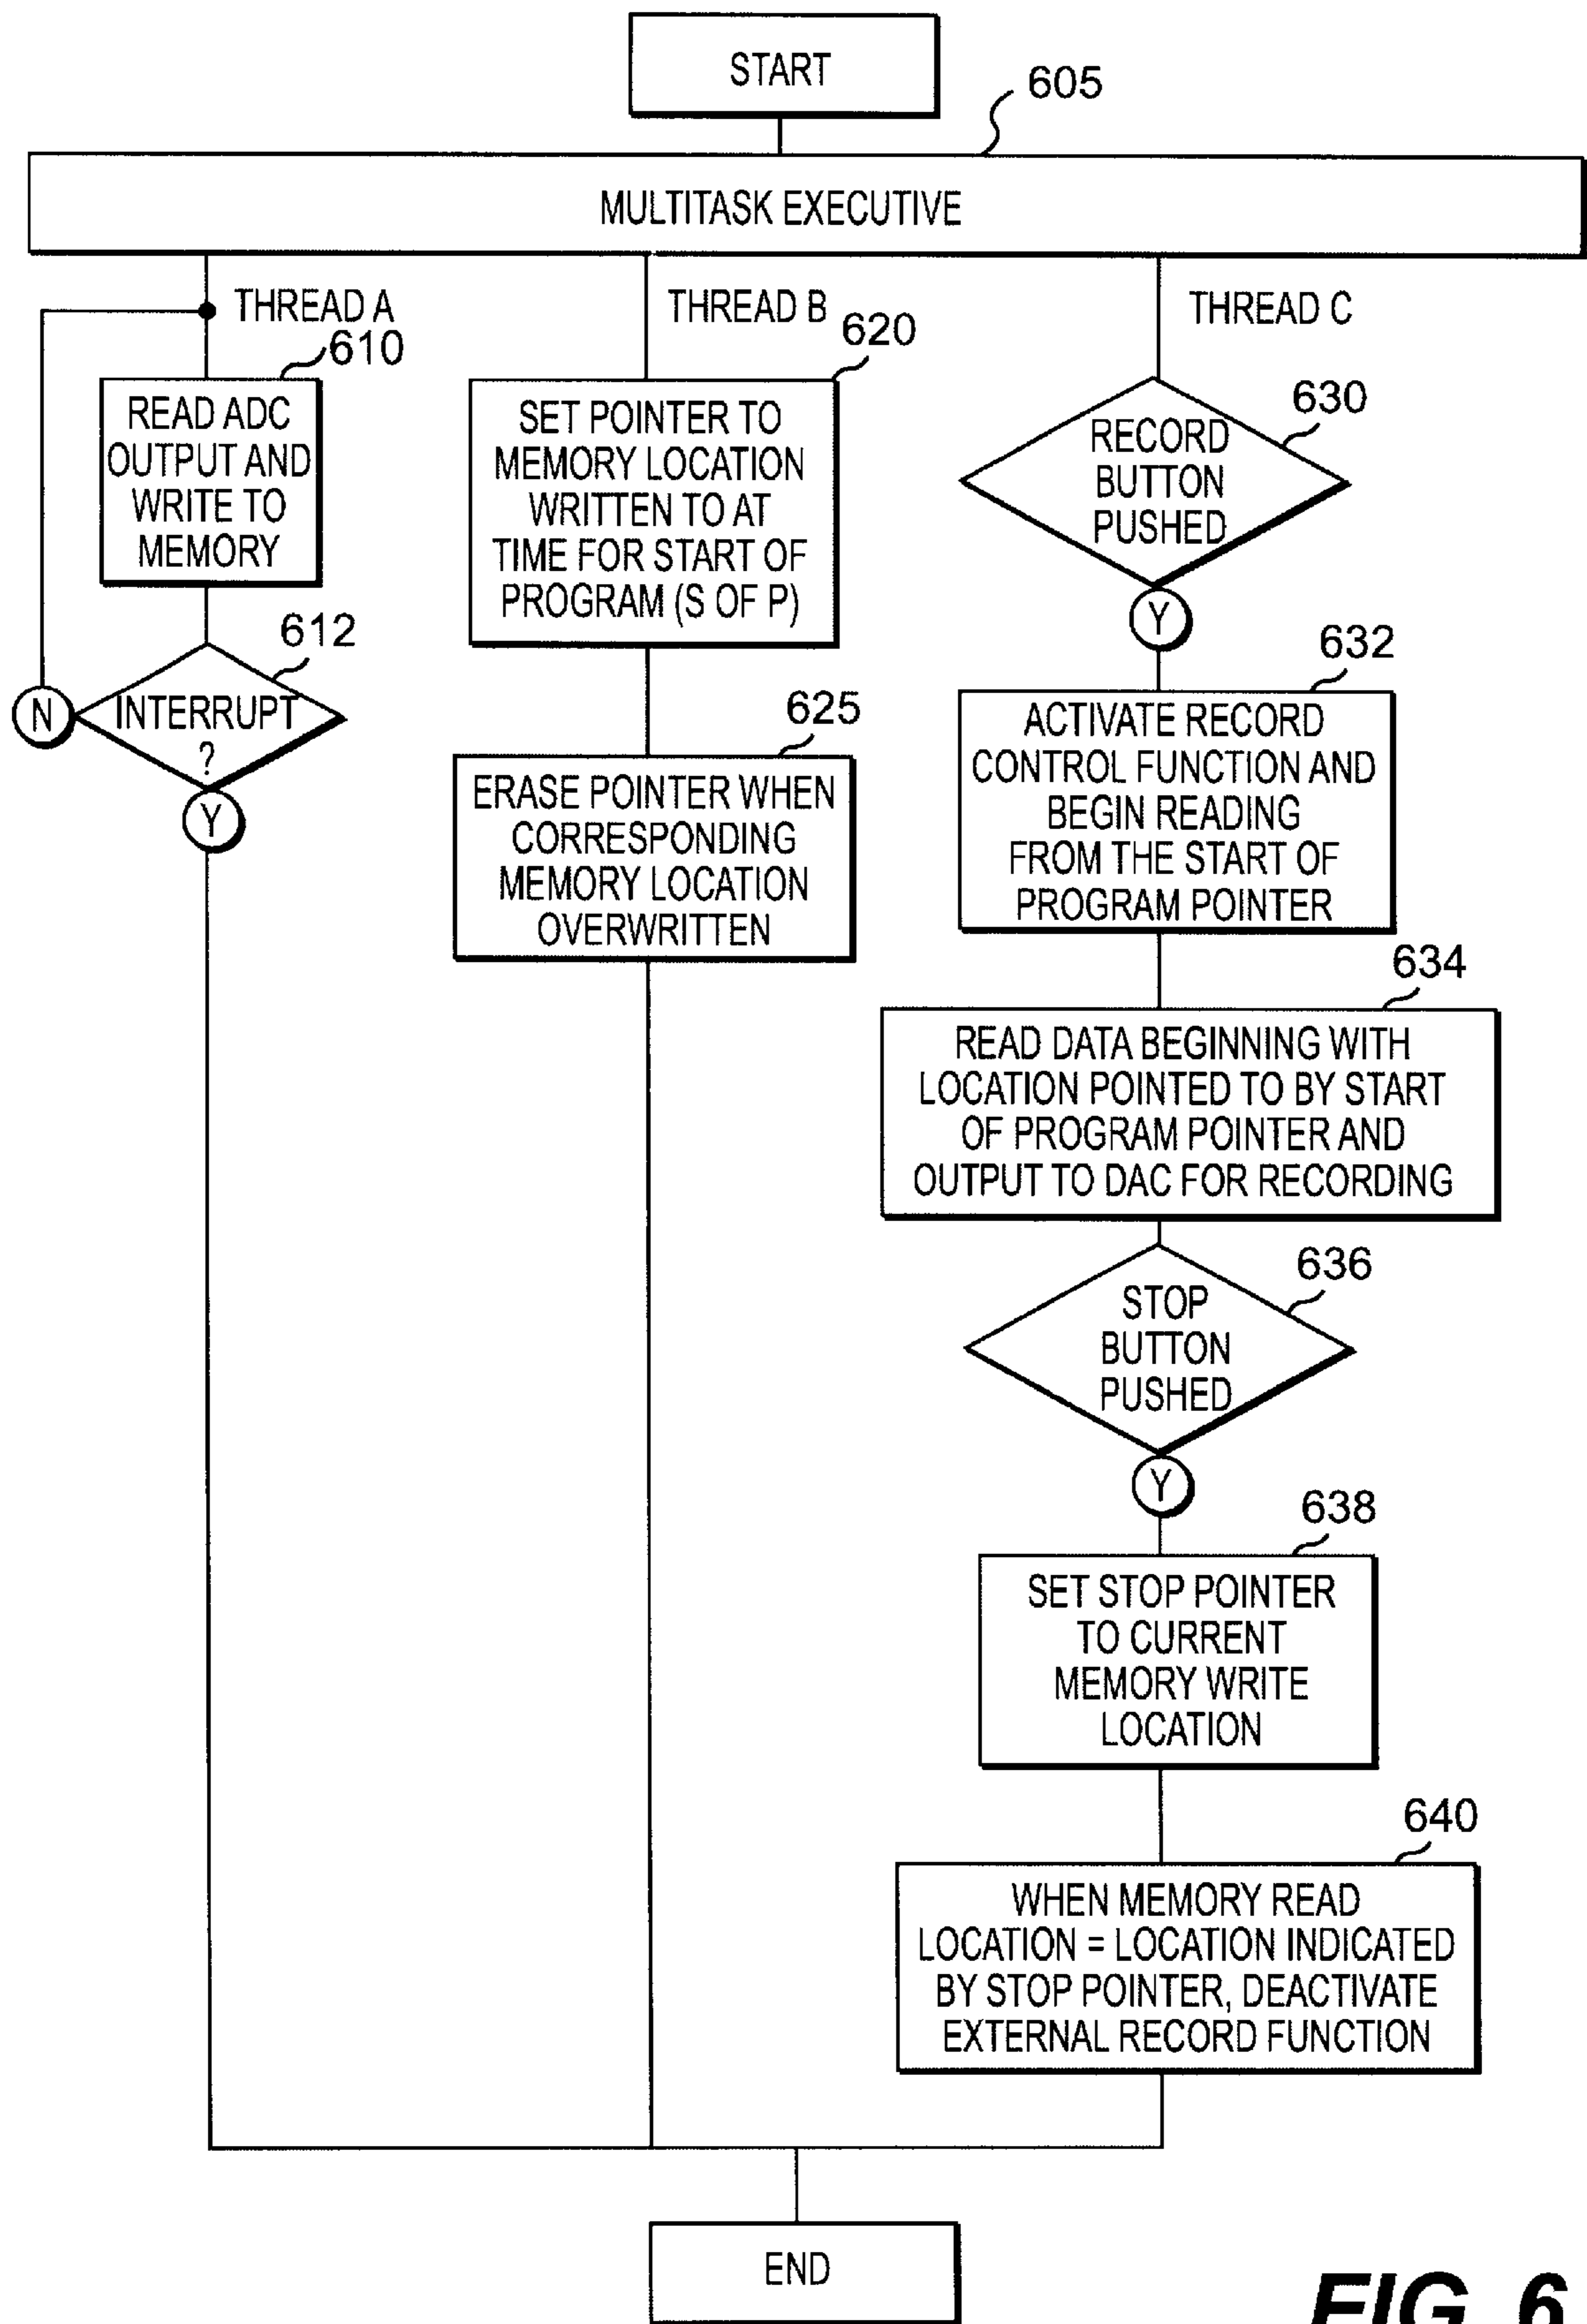 START
605
MULTITASK EXECUTIVE
THREAD A
610
READ ADC
OUTPUT AND
WRITE TO
MEMORY
612
INTERRUPT
?
N
Y
THREAD B
620
SET POINTER TO
MEMORY LOCATION
WRITTEN TO AT
TIME FOR START OF
PROGRAM (S OF P)
625
ERASE POINTER WHEN
CORRESPONDING
MEMORY LOCATION
OVERWRITTEN
THREAD C
630
RECORD
BUTTON
PUSHED
Y
632
ACTIVATE RECORD
CONTROL FUNCTION AND
BEGIN READING
FROM THE START OF
PROGRAM POINTER
634
READ DATA BEGINNING WITH
LOCATION POINTED TO BY START
OF PROGRAM POINTER AND
OUTPUT TO DAC FOR RECORDING
636
STOP
BUTTON
PUSHED
Y
638
SET STOP POINTER
TO CURRENT
MEMORY WRITE
LOCATION
640
WHEN MEMORY READ
LOCATION = LOCATION INDICATED
BY STOP POINTER, DEACTIVATE
EXTERNAL RECORD FUNCTION
END
FIG. 6